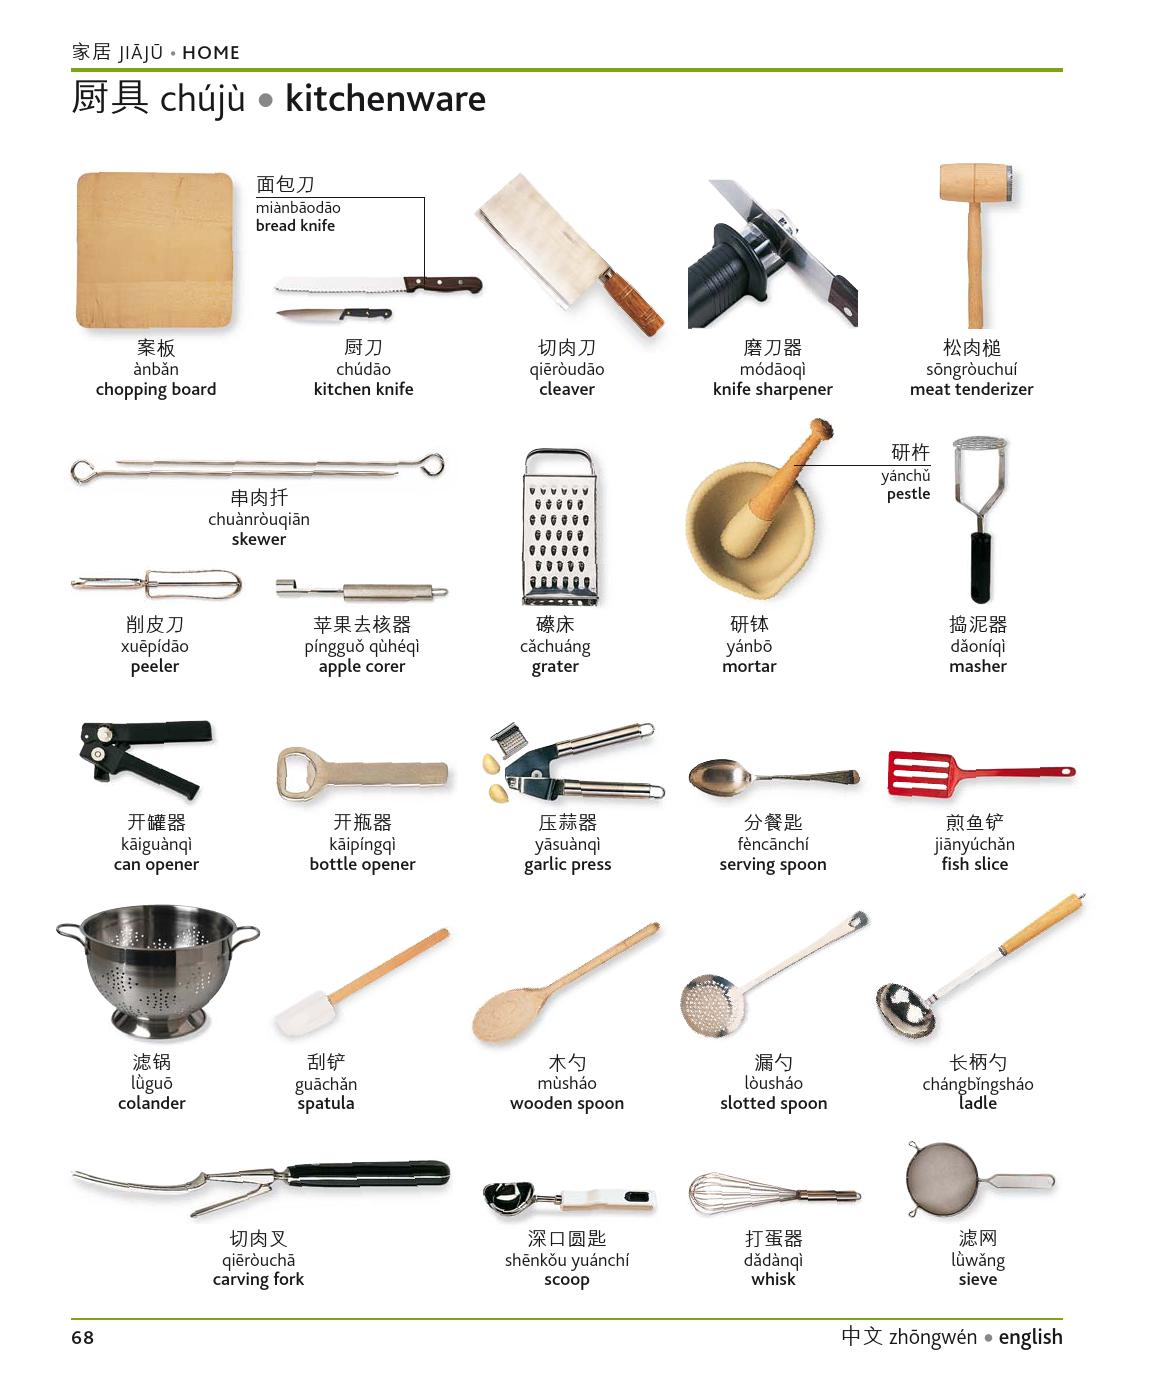 家居 JIĀJŪ • HOME
厨具 chújù • kitchenware
面包刀
miànbāodāo
bread knife
案板
ànbǎn
chopping board
厨刀
chúdāo
kitchen knife
切肉刀
qiēròudāo
cleaver
磨刀器
módāoqì
knife sharpener
松肉槌
sōngròuchuí
meat tenderizer
串肉扦
chuànròuqiān
skewer
研杵
yánchǔ
pestle
削皮刀
xuēpídāo
peeler
苹果去核器
píngguǒ qùhéqì
apple corer
礤床
cǎchuáng
grater
研钵
yánbō
mortar
捣泥器
dǎoníqì
masher
开罐器
kāiguànqì
can opener
开瓶器
kāipíngqì
bottle opener
压蒜器
yāsuànqì
garlic press
分餐匙
fèncānchí
serving spoon
煎鱼铲
jiānyúchǎn
fish slice
滤锅
lǜguō
colander
刮铲
guāchǎn
spatula
木勺
mùsháo
wooden spoon
漏勺
lòusháo
slotted spoon
长柄勺
chángbǐngsháo
ladle
切肉叉
qiēròuchā
carving fork
深口圆匙
shēnkǒu yuánchí
scoop
打蛋器
dǎdànqì
whisk
滤网
lǜwǎng
sieve
68
中文 zhōngwén • english